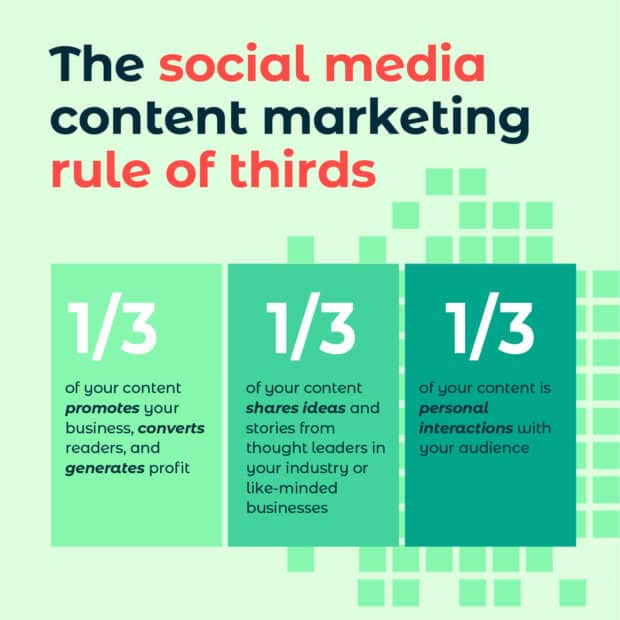 The social media
content marketing
rule of thirds
1/3
of your content
promotes your
business, converts
readers, and
generates profit
1/3
of your content
shares ideas and
stories from
thought leaders in
your industry or
like-minded
businesses
1/3
of your content is
personal
interactions with
your audience